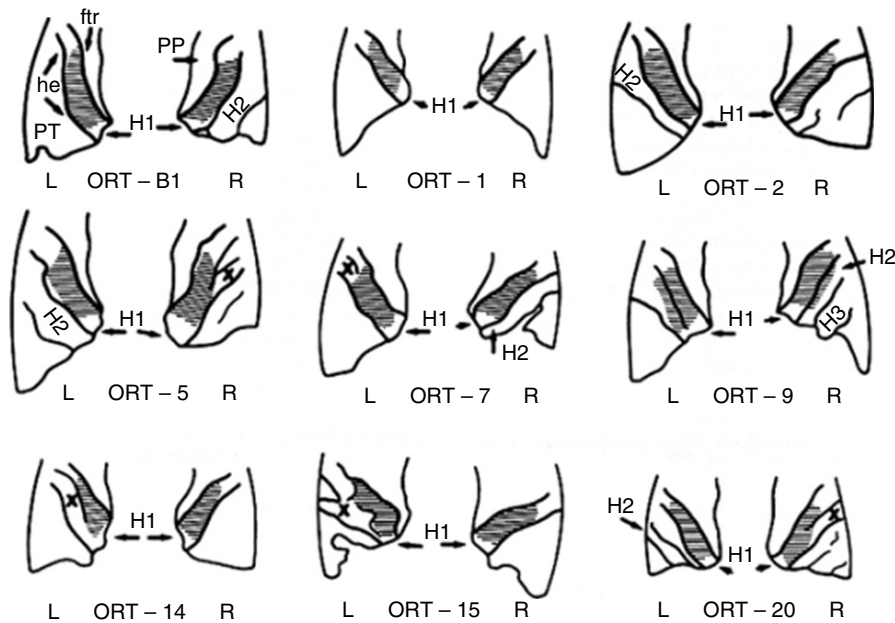 ftr
he
PT
H1
PP
H2
L ORT – B1 R
H1
L ORT – 1 R
H2
H1
L ORT – 2 R
H2
H1
x
L ORT – 5 R
x
H1
H2
L ORT – 7 R
H1
H2
H3
L ORT – 9 R
x
H1
L ORT – 14 R
x
H1
L ORT – 15 R
H2
H1
x
L ORT – 20 R